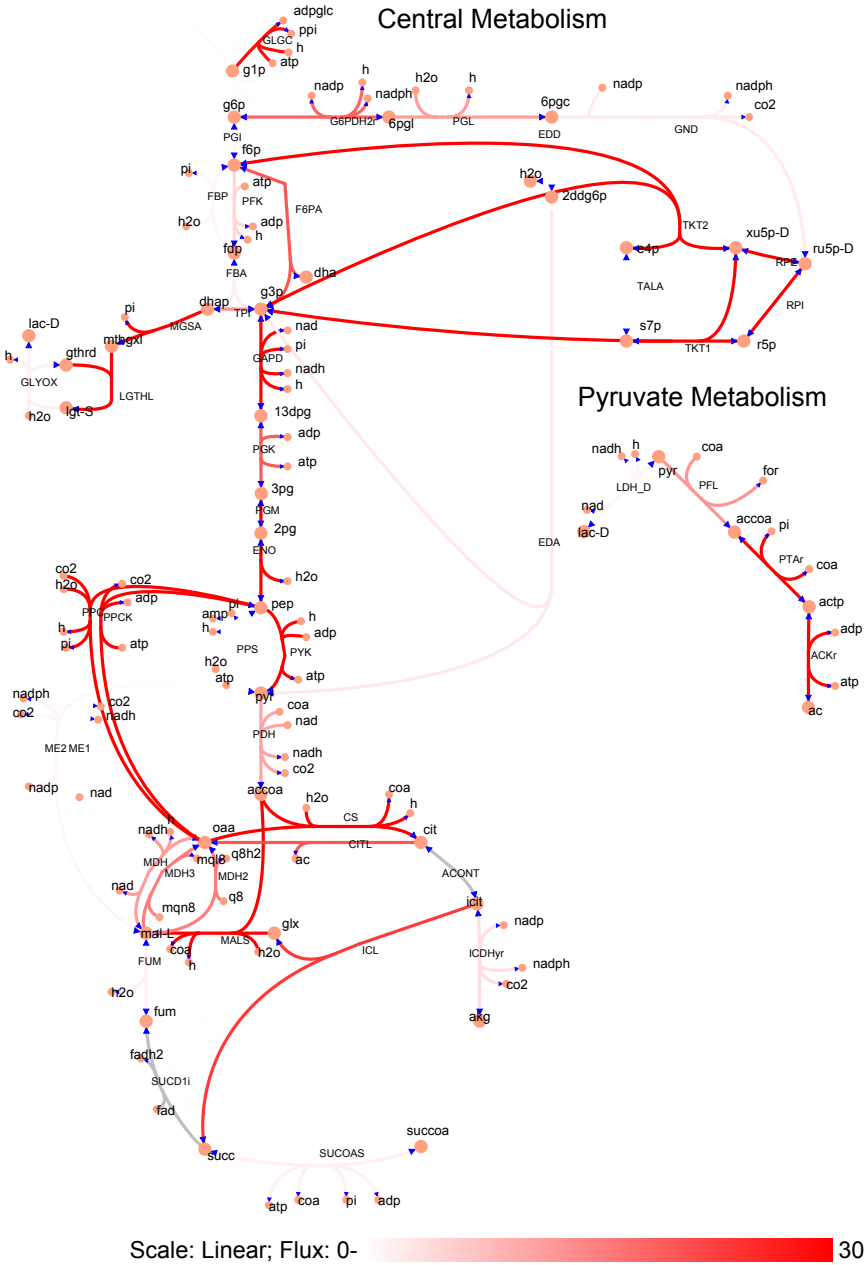 Central Metabolism
adpglc
ppi
GLGC
h
atp
g1p
nadp
h
nadph
h2o
h
nadp
nadph
co2
g6p
G6PDH2r
6pgl
PGL
6pgc
EDD
GND
PGI
f6p
pi
FBP
PFK
atp
F6PA
h2o
2ddg6p
h2o
adp
h
fdp
FBA
dha
TKT2
e4p
xu5p-D
ru5p-D
RPE
TALA
RPI
g3p
dhap
TPI
pi
MGSA
s7p
TKT1
r5p
lac-D
mthgxl
h
gthrd
GLYOX
LGTHL
h2o
lgt-S
nad
pi
GAPD
nadh
h
13dpg
adp
PGK
atp
3pg
PGM
2pg
ENO
h2o
EDA
Pyruvate Metabolism
nadh
h
pyr
coa
for
LDH_D
PFL
nad
lac-D
accoa
pi
PTAr
coa
actp
adp
ACKr
atp
ac
co2
h2o
co2
adp
PPC
PPCK
h
pi
atp
amp
pi
h
pep
h
adp
PPS
PYK
h2o
atp
atp
pyr
nadph
co2
co2
nadh
ME2
ME1
nadp
nad
coa
nad
PDH
nadh
co2
accoa
h2o
CS
coa
h
oaa
cit
CITL
ac
nadh
h
MDH
MDH3
mql8
q8h2
MDH2
nad
mqn8
q8
ACONT
icit
mal-L
coa
h
MALS
h2o
glx
ICL
nadp
ICDHyr
nadph
co2
akg
FUM
h2o
fum
fadh2
SUCD1i
fad
succ
SUCOAS
succoa
atp
coa
pi
adp
Scale: Linear; Flux: 0-
30